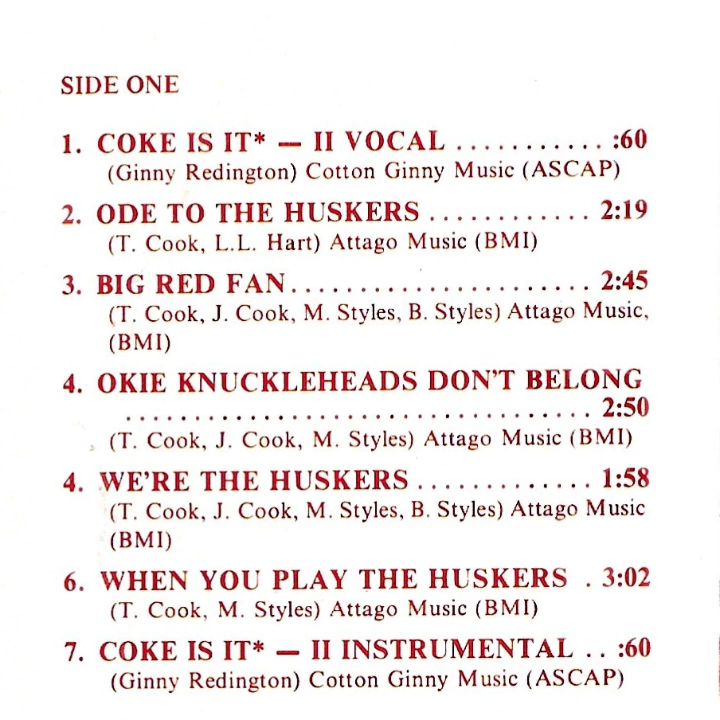 SIDE ONE
1. COKE IS IT* — II VOCAL ........... :60
(Ginny Redington) Cotton Ginny Music (ASCAP)
2. ODE TO THE HUSKERS ............ 2:19
(T. Cook, L.L. Hart) Attago Music (BMI)
3. BIG RED FAN...................... 2:45
(T. Cook, J. Cook, M. Styles, B. Styles) Attago Music,
(BMI)
4. OKIE KNUCKLEHEADS DON'T BELONG
.................................. 2:50
(T. Cook, J. Cook, M. Styles) Attago Music (BMI)
4. WE'RE THE HUSKERS ............. 1:58
(T. Cook, J. Cook, M. Styles, B. Styles) Attago Music
(BMI)
6. WHEN YOU PLAY THE HUSKERS . 3:02
(T. Cook, M. Styles) Attago Music (BMI)
7. COKE IS IT* — II INSTRUMENTAL .. :60
(Ginny Redington) Cotton Ginny Music (ASCAP)